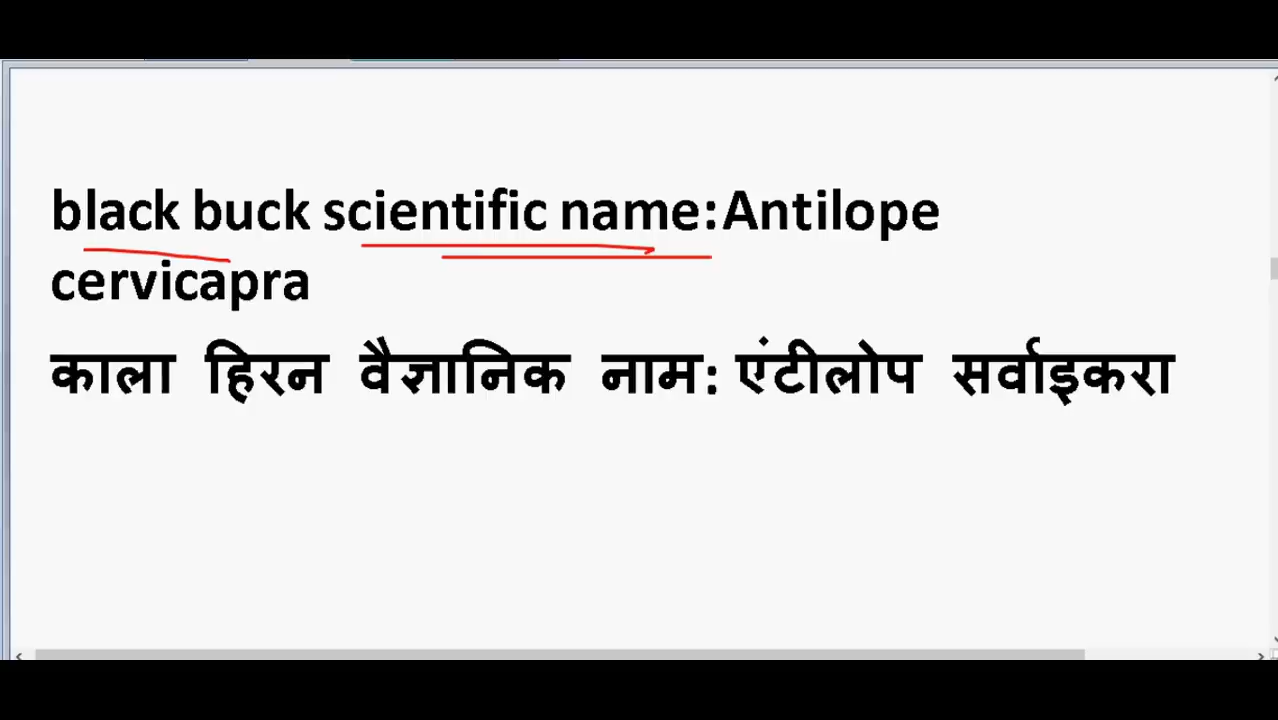 black buck scientific name:Antilope
cervicapra
काला हिरन वैज्ञानिक नाम: एंटीलोप सर्वाइकरा